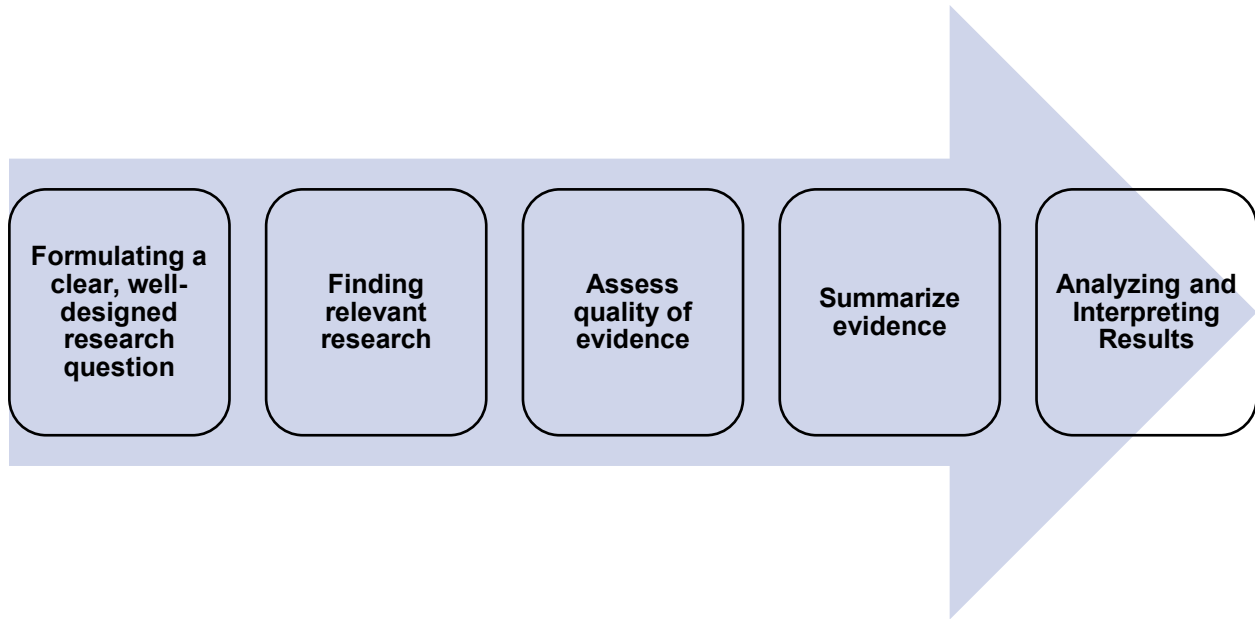 Formulating a
clear, well-
designed
research
question
Finding
relevant
research
Assess
quality of
evidence
Summarize
evidence
Analyzing and
Interpreting
Results